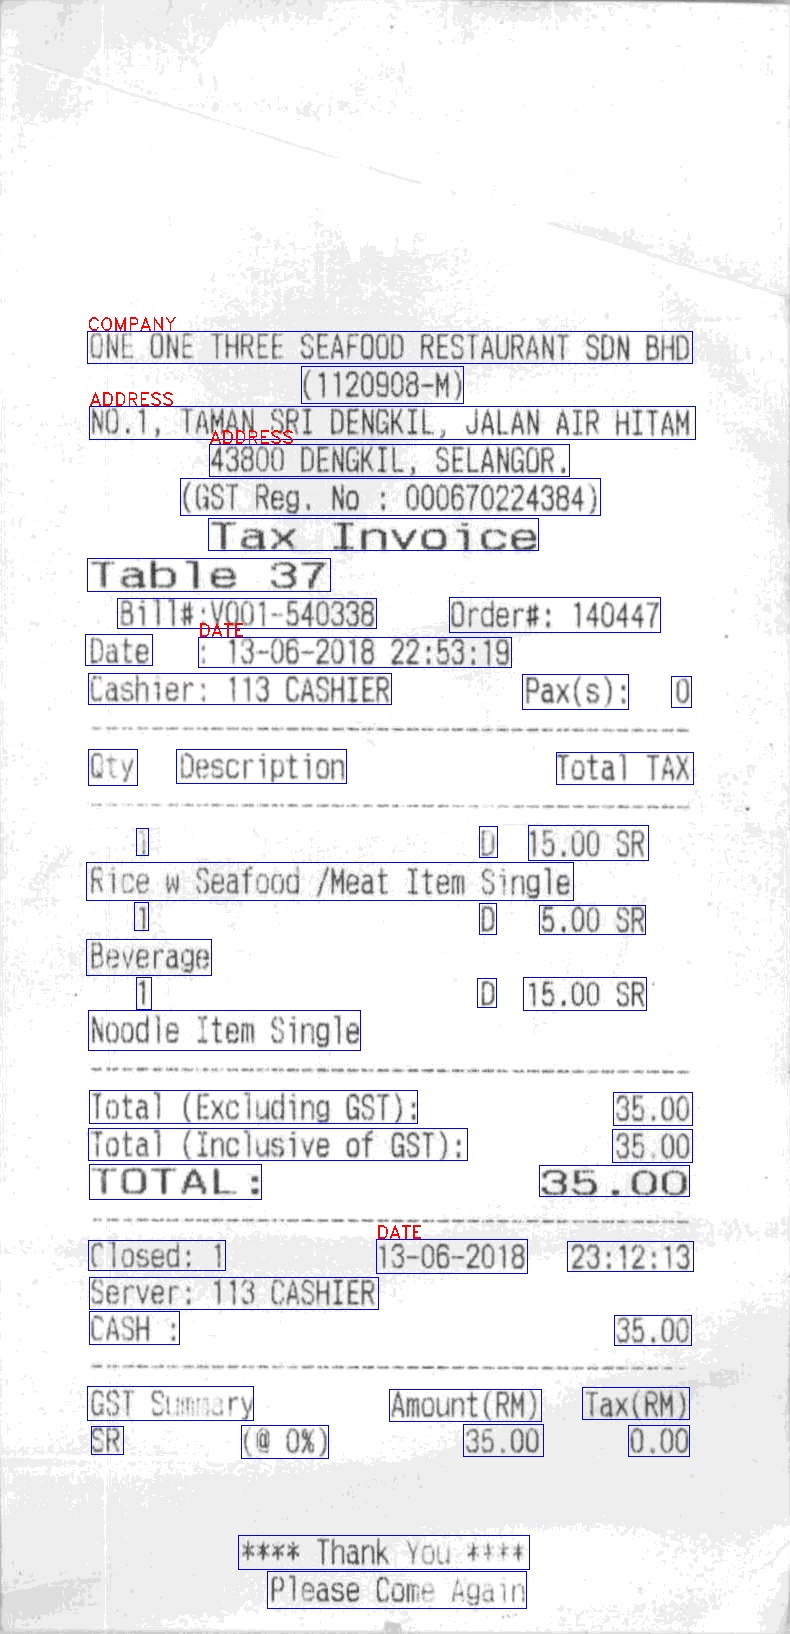 COMPANY
ONE ONE THREE SEAFOOD RESTAURANT SDN BHD
(1120908-M)
ADDRESS
NO.1, TAMAN SRI DENGKIL, JALAN AIR HITAM
ADDRESS
43800 DENGKIL, SELANGOR.
(GST Reg. No : 000670224384)
Tax Invoice
Table 37
Bill#:V001-540338 Order#: 140447
DATE
Date : 13-06-2018 22:53:19
Cashier: 113 CASHIER Pax(s): 0
Qty Description Total TAX
1 D 15.00 SR
Rice w Seafood /Meat Item Single
1 D 5.00 SR
Beverage
1 D 15.00 SR
Noodle Item Single
Total (Excluding GST): 35.00
Total (Inclusive of GST): 35.00
TOTAL: 35.00
DATE
Closed: 1 13-06-2018 23:12:13
Server: 113 CASHIER
CASH : 35.00
GST Summary Amount(RM) Tax(RM)
SR (@ 0%) 35.00 0.00
**** Thank You ****
Please Come Again